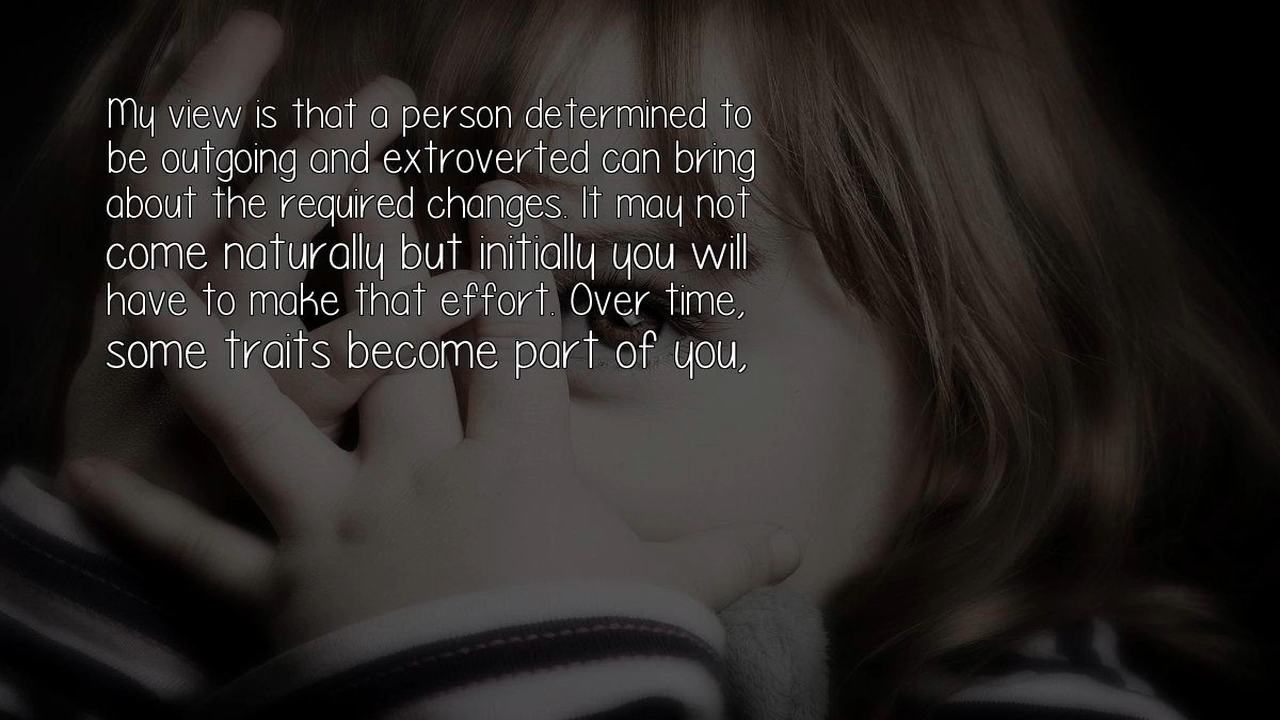 My view is that a person determined to
be outgoing and extroverted can bring
about the required changes. It may not
come naturally but initially you will
have to make that effort. Over time,
some traits become part of you,